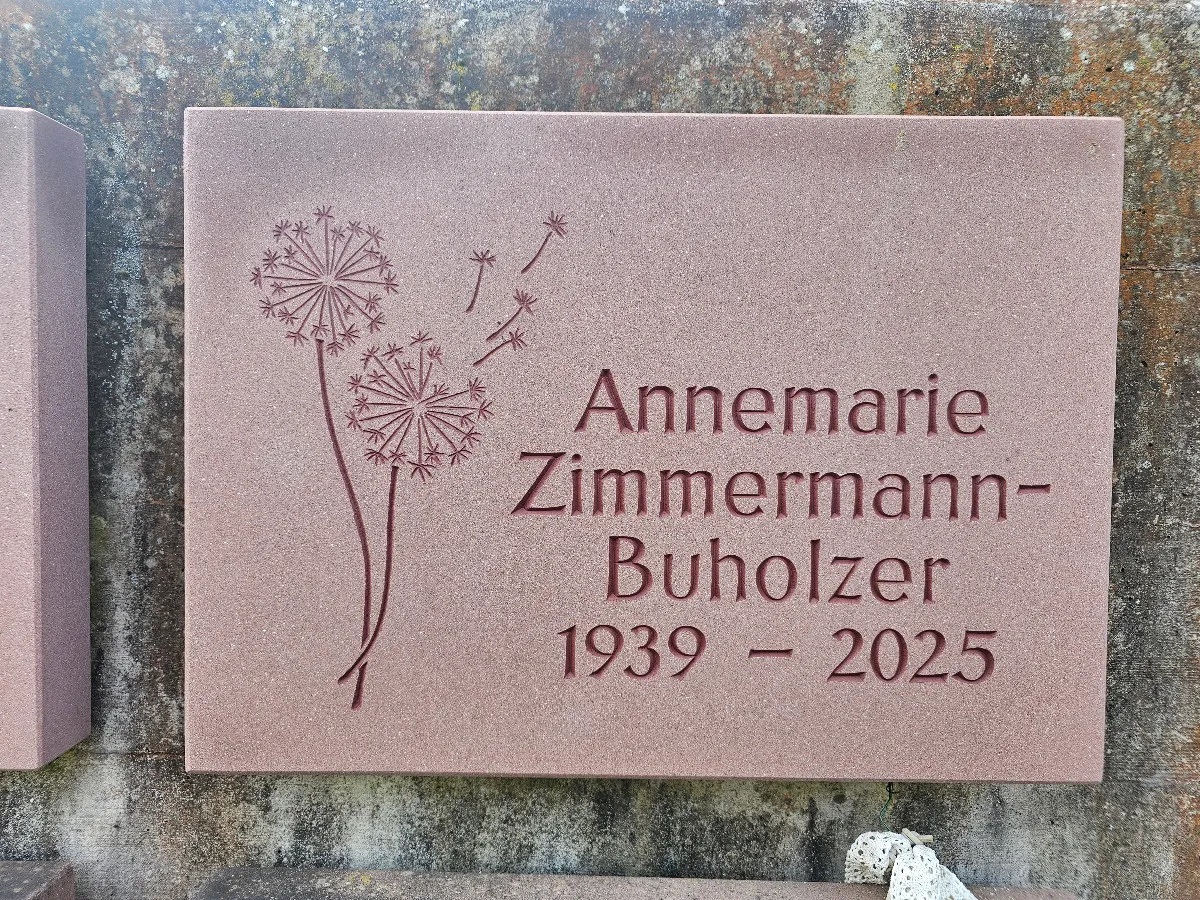 Annemarie
Zimmermann-
Buholzer
1939 – 2025